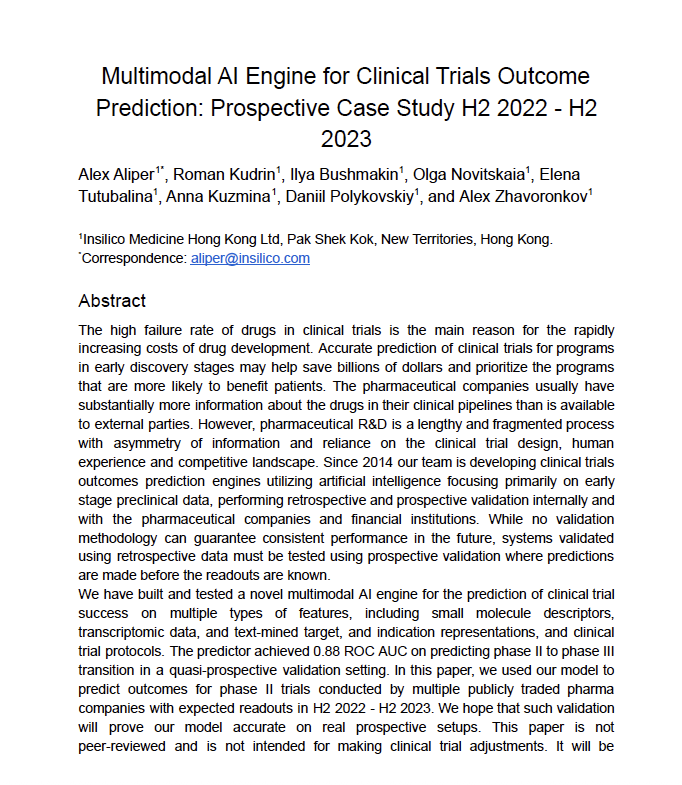 Multimodal AI Engine for Clinical Trials Outcome
Prediction: Prospective Case Study H2 2022 - H2
2023
Alex Aliper1*, Roman Kudrin1, Ilya Bushmakin1, Olga Novitskaia1, Elena
Tutubalina1, Anna Kuzmina1, Daniil Polykovskiy1, and Alex Zhavoronkov1
1Insilico Medicine Hong Kong Ltd, Pak Shek Kok, New Territories, Hong Kong.
*Correspondence: aliper@insilico.com
Abstract
The high failure rate of drugs in clinical trials is the main reason for the rapidly
increasing costs of drug development. Accurate prediction of clinical trials for programs
in early discovery stages may help save billions of dollars and prioritize the programs
that are more likely to benefit patients. The pharmaceutical companies usually have
substantially more information about the drugs in their clinical pipelines than is available
to external parties. However, pharmaceutical R&D is a lengthy and fragmented process
with asymmetry of information and reliance on the clinical trial design, human
experience and competitive landscape. Since 2014 our team is developing clinical trials
outcomes prediction engines utilizing artificial intelligence focusing primarily on early
stage preclinical data, performing retrospective and prospective validation internally and
with the pharmaceutical companies and financial institutions. While no validation
methodology can guarantee consistent performance in the future, systems validated
using retrospective data must be tested using prospective validation where predictions
are made before the readouts are known.
We have built and tested a novel multimodal AI engine for the prediction of clinical trial
success on multiple types of features, including small molecule descriptors,
transcriptomic data, and text-mined target, and indication representations, and clinical
trial protocols. The predictor achieved 0.88 ROC AUC on predicting phase II to phase III
transition in a quasi-prospective validation setting. In this paper, we used our model to
predict outcomes for phase II trials conducted by multiple publicly traded pharma
companies with expected readouts in H2 2022 - H2 2023. We hope that such validation
will prove our model accurate on real prospective setups. This paper is not
peer-reviewed and is not intended for making clinical trial adjustments. It will be